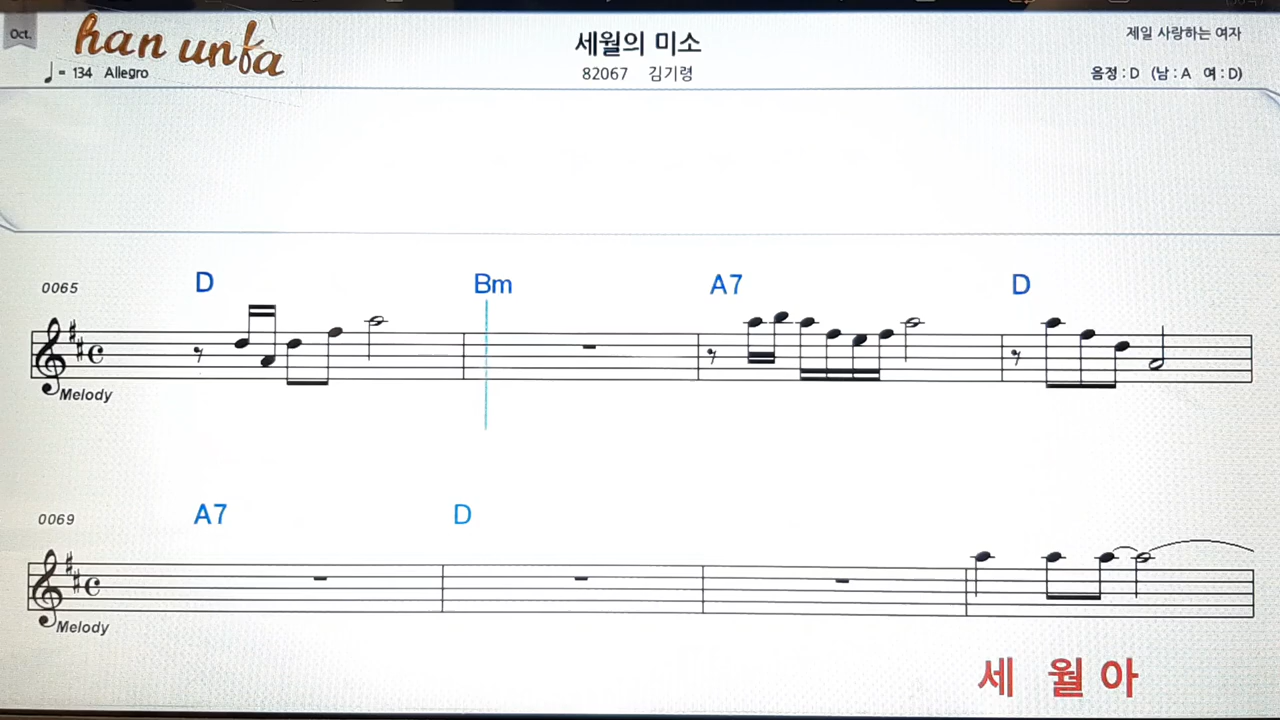 Oct.
han unfa
= 134 Allegro
세월의 미소
82067 김기령
제일 사랑하는 여자
음정 : D (남 : A 여 : D)
0065
D
Bm
A7
D
Melody
0069
A7
D
Melody
세 월 아